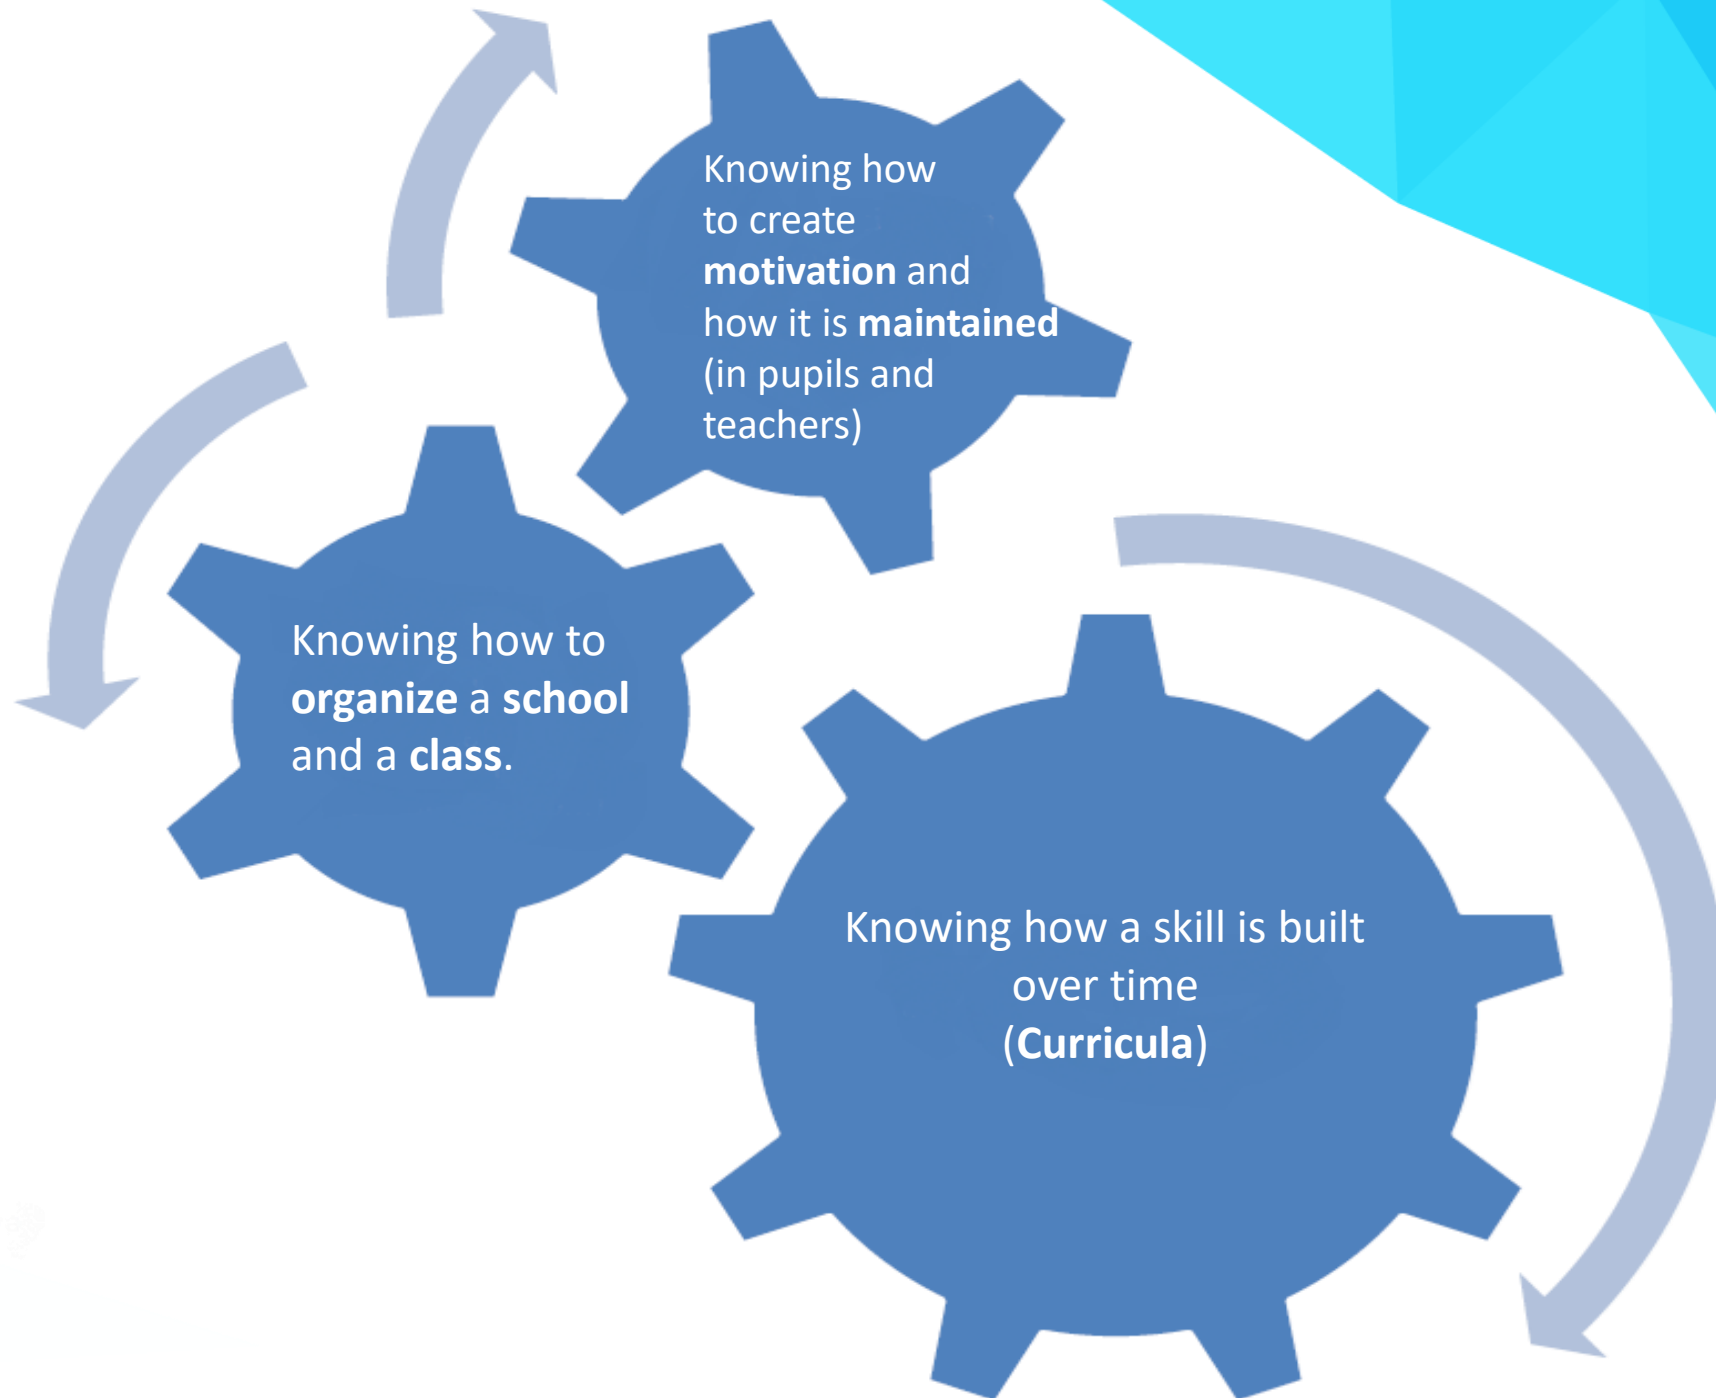 Knowing how
to create
motivation and
how it is maintained
(in pupils and
teachers)
Knowing how to
organize a school
and a class.
Knowing how a skill is built
over time
(Curricula)